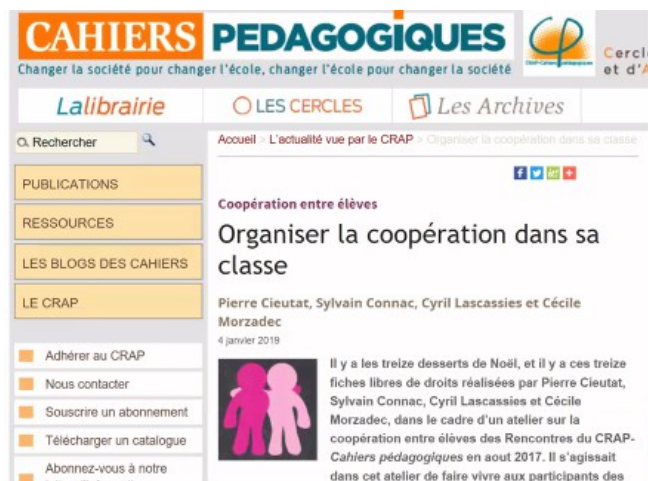 CAHIERS PEDAGOGIQUES
Changer la société pour changer l'école, changer l'école pour changer la société
CRAP-Cahiers pédagogiques
Cercl
et d'A
Lalibrairie
LES CERCLES
Les Archives
Rechercher
PUBLICATIONS
RESSOURCES
LES BLOGS DES CAHIERS
LE CRAP
Adhérer au CRAP
Nous contacter
Souscrire un abonnement
Télécharger un catalogue
Abonnez-vous à notre
Accueil > L'actualité vue par le CRAP > Organiser la coopération dans sa classe
Coopération entre élèves
Organiser la coopération dans sa
classe
Pierre Cieutat, Sylvain Connac, Cyril Lascassies et Cécile
Morzadec
4 janvier 2019
Il y a les treize desserts de Noël, et il y a ces treize
fiches libres de droits réalisées par Pierre Cieutat,
Sylvain Connac, Cyril Lascassies et Cécile
Morzadec, dans le cadre d'un atelier sur la
coopération entre élèves des Rencontres du CRAP-
Cahiers pédagogiques en aout 2017. Il s'agissait
dans cet atelier de faire vivre aux participants des